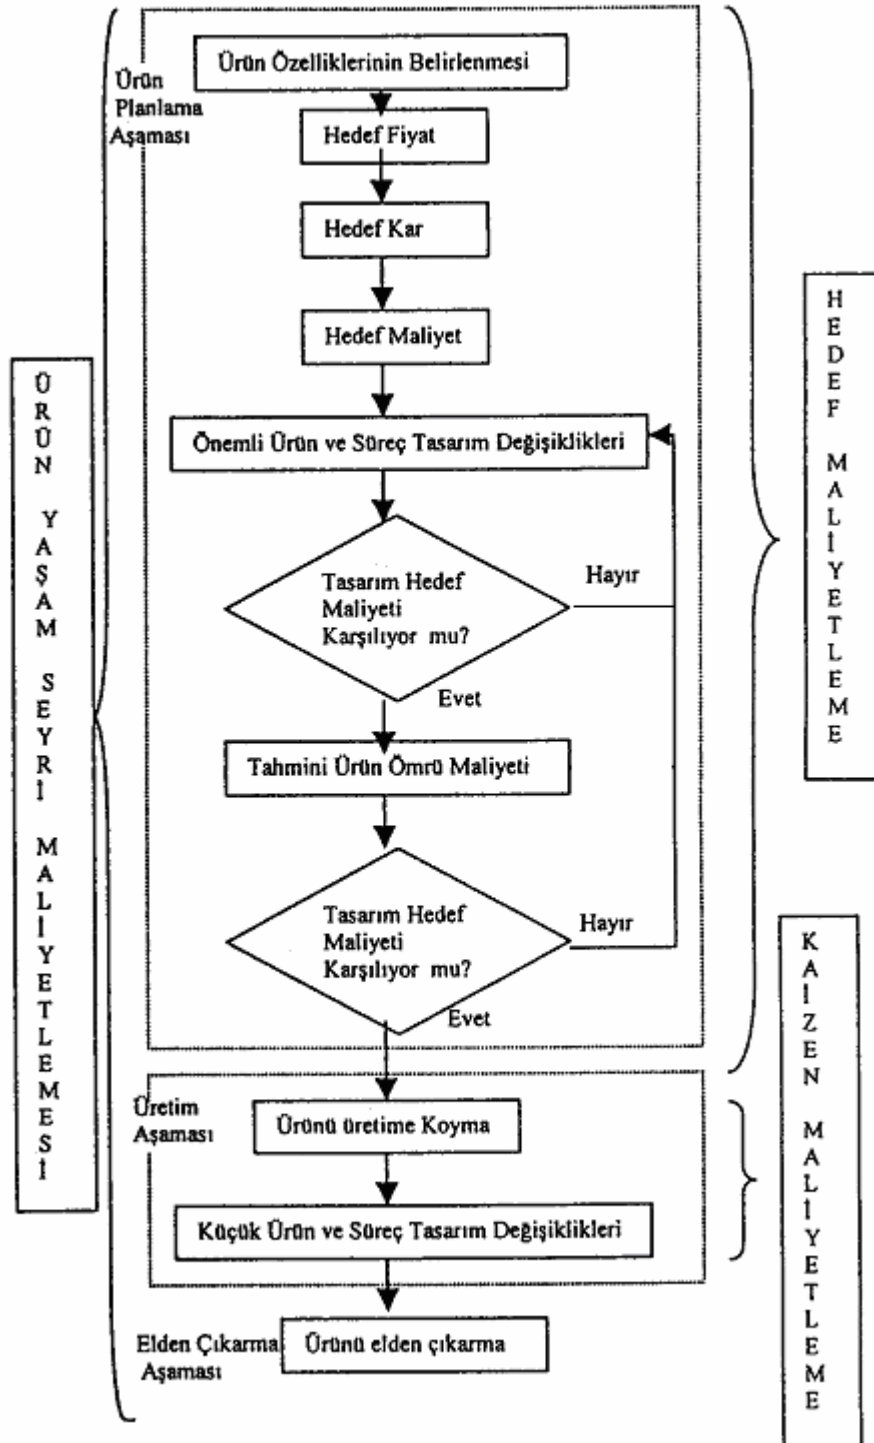 Ürün Özelliklerinin Belirlenmesi
Ürün
Planlama
Aşaması
Hedef Fiyat
Hedef Kar
Hedef Maliyet
Önemli Ürün ve Süreç Tasarım Değişiklikleri
Tasarım Hedef
Maliyeti
Karşılıyor mu?
Hayır
Evet
Tahmini Ürün Ömrü Maliyeti
Tasarım Hedef
Maliyeti
Karşılıyor mu?
Hayır
Evet
Üretim
Aşaması
Ürünü üretime Koyma
Küçük Ürün ve Süreç Tasarım Değişiklikleri
Elden Çıkarma
Aşaması
Ürünü elden çıkarma
ÜRÜN YAŞAM SEYRİ MALİYETLEMESİ
HEDEF MALİYETLEME
KAİZEN MALİYETLEME